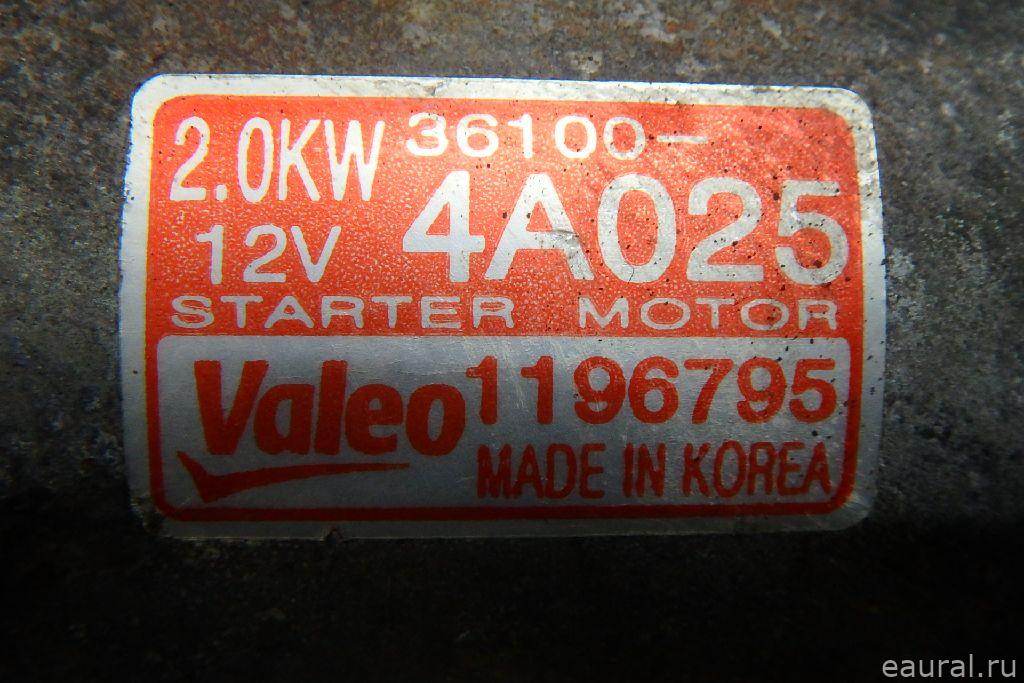 2.0KW 36100-
12V 4A025
STARTER MOTOR
Valeo 1196795
MADE IN KOREA
eaural.ru